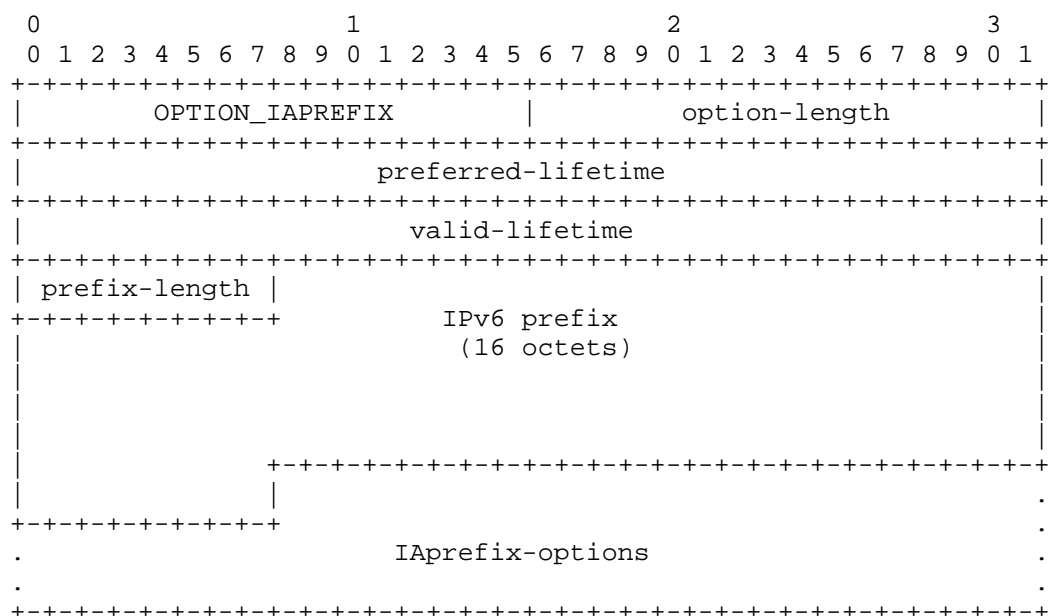 0                   1                   2                   3
 0 1 2 3 4 5 6 7 8 9 0 1 2 3 4 5 6 7 8 9 0 1 2 3 4 5 6 7 8 9 0 1
+-+-+-+-+-+-+-+-+-+-+-+-+-+-+-+-+-+-+-+-+-+-+-+-+-+-+-+-+-+-+-+-+
|        OPTION_IAPREFIX        |         option-length         |
+-+-+-+-+-+-+-+-+-+-+-+-+-+-+-+-+-+-+-+-+-+-+-+-+-+-+-+-+-+-+-+-+
|                      preferred-lifetime                       |
+-+-+-+-+-+-+-+-+-+-+-+-+-+-+-+-+-+-+-+-+-+-+-+-+-+-+-+-+-+-+-+-+
|                        valid-lifetime                         |
+-+-+-+-+-+-+-+-+-+-+-+-+-+-+-+-+-+-+-+-+-+-+-+-+-+-+-+-+-+-+-+-+
| prefix-length |                                               |
+-+-+-+-+-+-+-+-+          IPv6 prefix                          |
|                           (16 octets)                         |
|                                                               |
|                                                               |
|                                                               |
|               +-+-+-+-+-+-+-+-+-+-+-+-+-+-+-+-+-+-+-+-+-+-+-+-+
|               |                                               .
+-+-+-+-+-+-+-+-+                                               .
.                       IAprefix-options                        .
.                                                               .
+-+-+-+-+-+-+-+-+-+-+-+-+-+-+-+-+-+-+-+-+-+-+-+-+-+-+-+-+-+-+-+-+